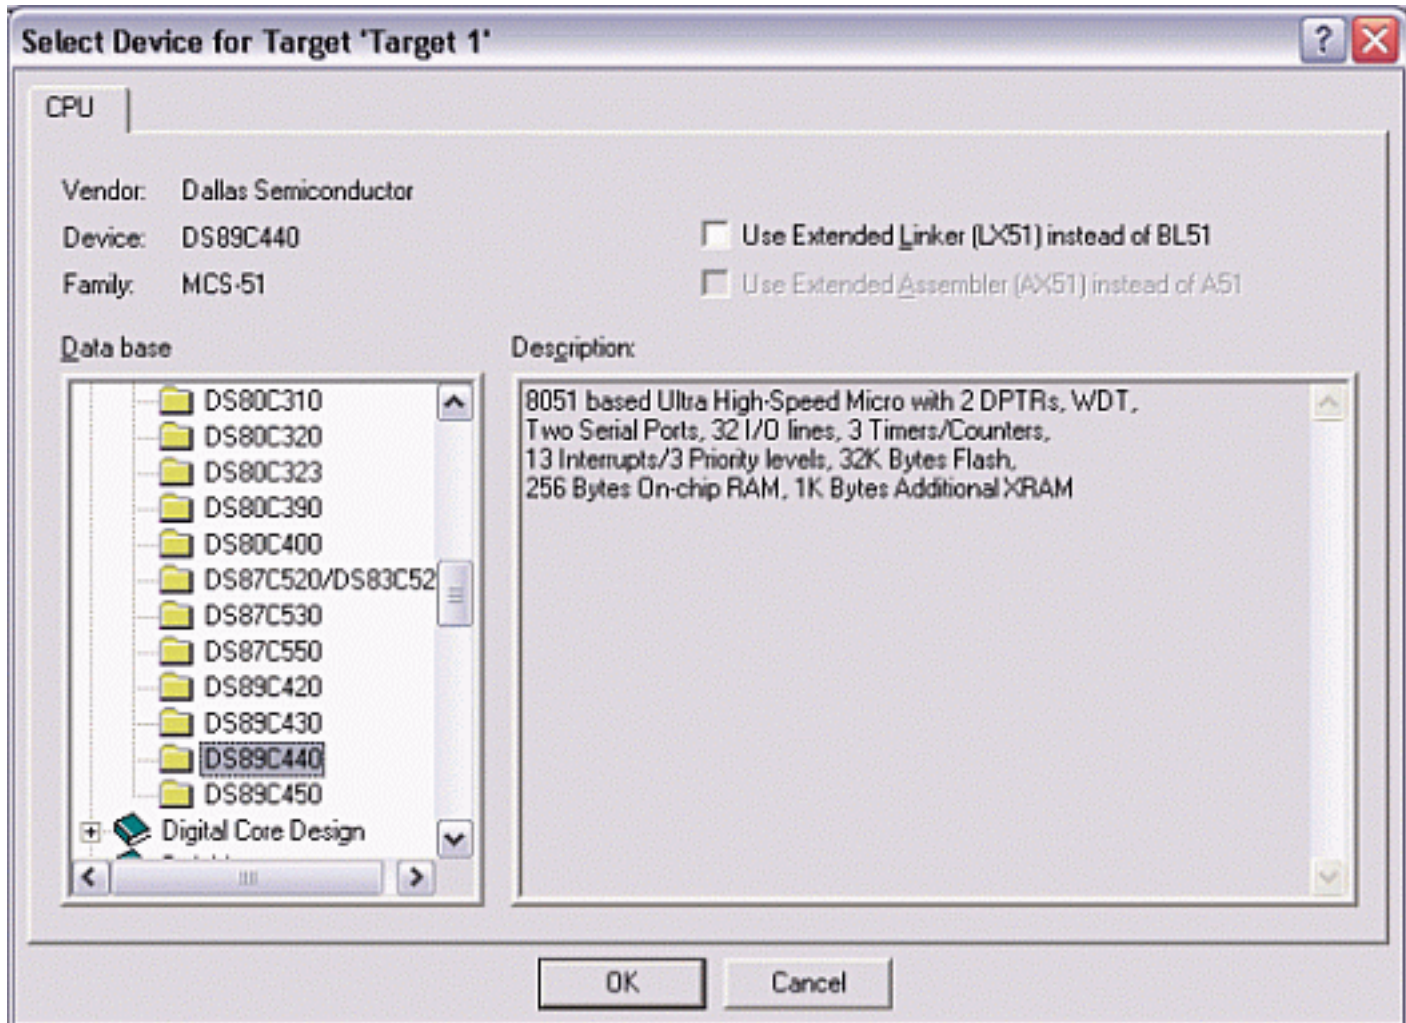 Select Device for Target 'Target 1'
CPU
Vendor: Dallas Semiconductor
Device: DS89C440
Family: MCS-51
Use Extended Linker (LX51) instead of BL51
Use Extended Assembler (AX51) instead of A51
Data base
DS80C310
DS80C320
DS80C323
DS80C390
DS80C400
DS87C520/DS83C52
DS87C530
DS87C550
DS89C420
DS89C430
DS89C440
DS89C450
Digital Core Design
Description:
8051 based Ultra High-Speed Micro with 2 DPTRs, WDT,
Two Serial Ports, 32 I/O lines, 3 Timers/Counters,
13 Interrupts/3 Priority levels, 32K Bytes Flash,
256 Bytes On-chip RAM, 1K Bytes Additional XRAM
OK
Cancel